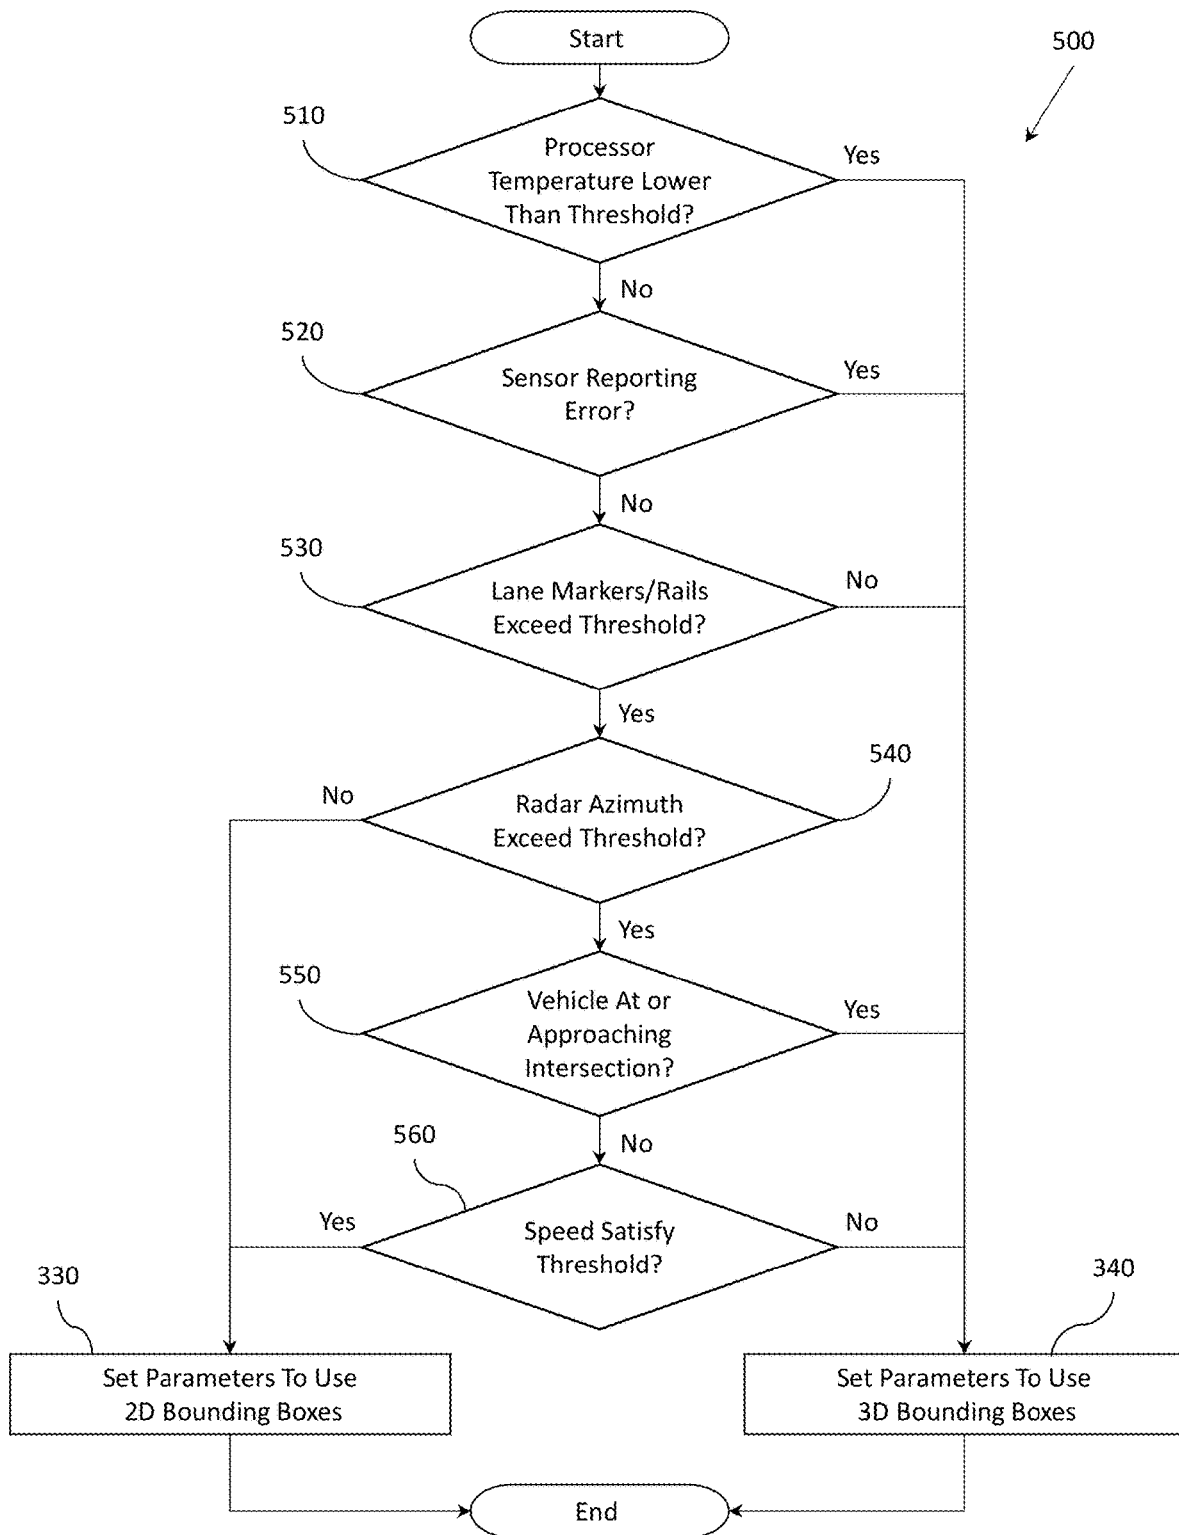 Start
500
510
Processor
Temperature Lower
Than Threshold?
Yes
No
520
Sensor Reporting
Error?
Yes
No
530
Lane Markers/Rails
Exceed Threshold?
No
Yes
540
No
Radar Azimuth
Exceed Threshold?
Yes
550
Vehicle At or
Approaching
Intersection?
Yes
No
560
Yes
Speed Satisfy
Threshold?
No
330
Set Parameters To Use
2D Bounding Boxes
340
Set Parameters To Use
3D Bounding Boxes
End